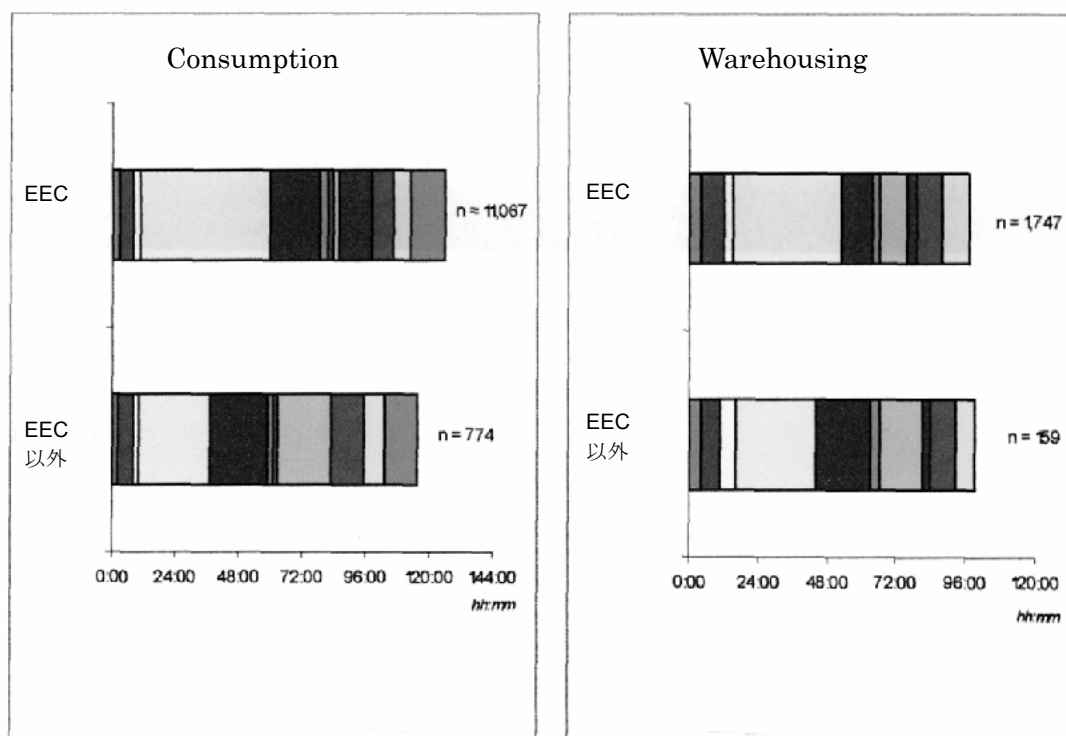 Consumption
EEC
n = 11,067
EEC
以外
n = 774
0:00 24:00 48:00 72:00 96:00 120:00 144:00
hh:mm
Warehousing
EEC
n = 1,747
EEC
以外
n = 159
0:00 24:00 48:00 72:00 96:00 120:00
hh:mm